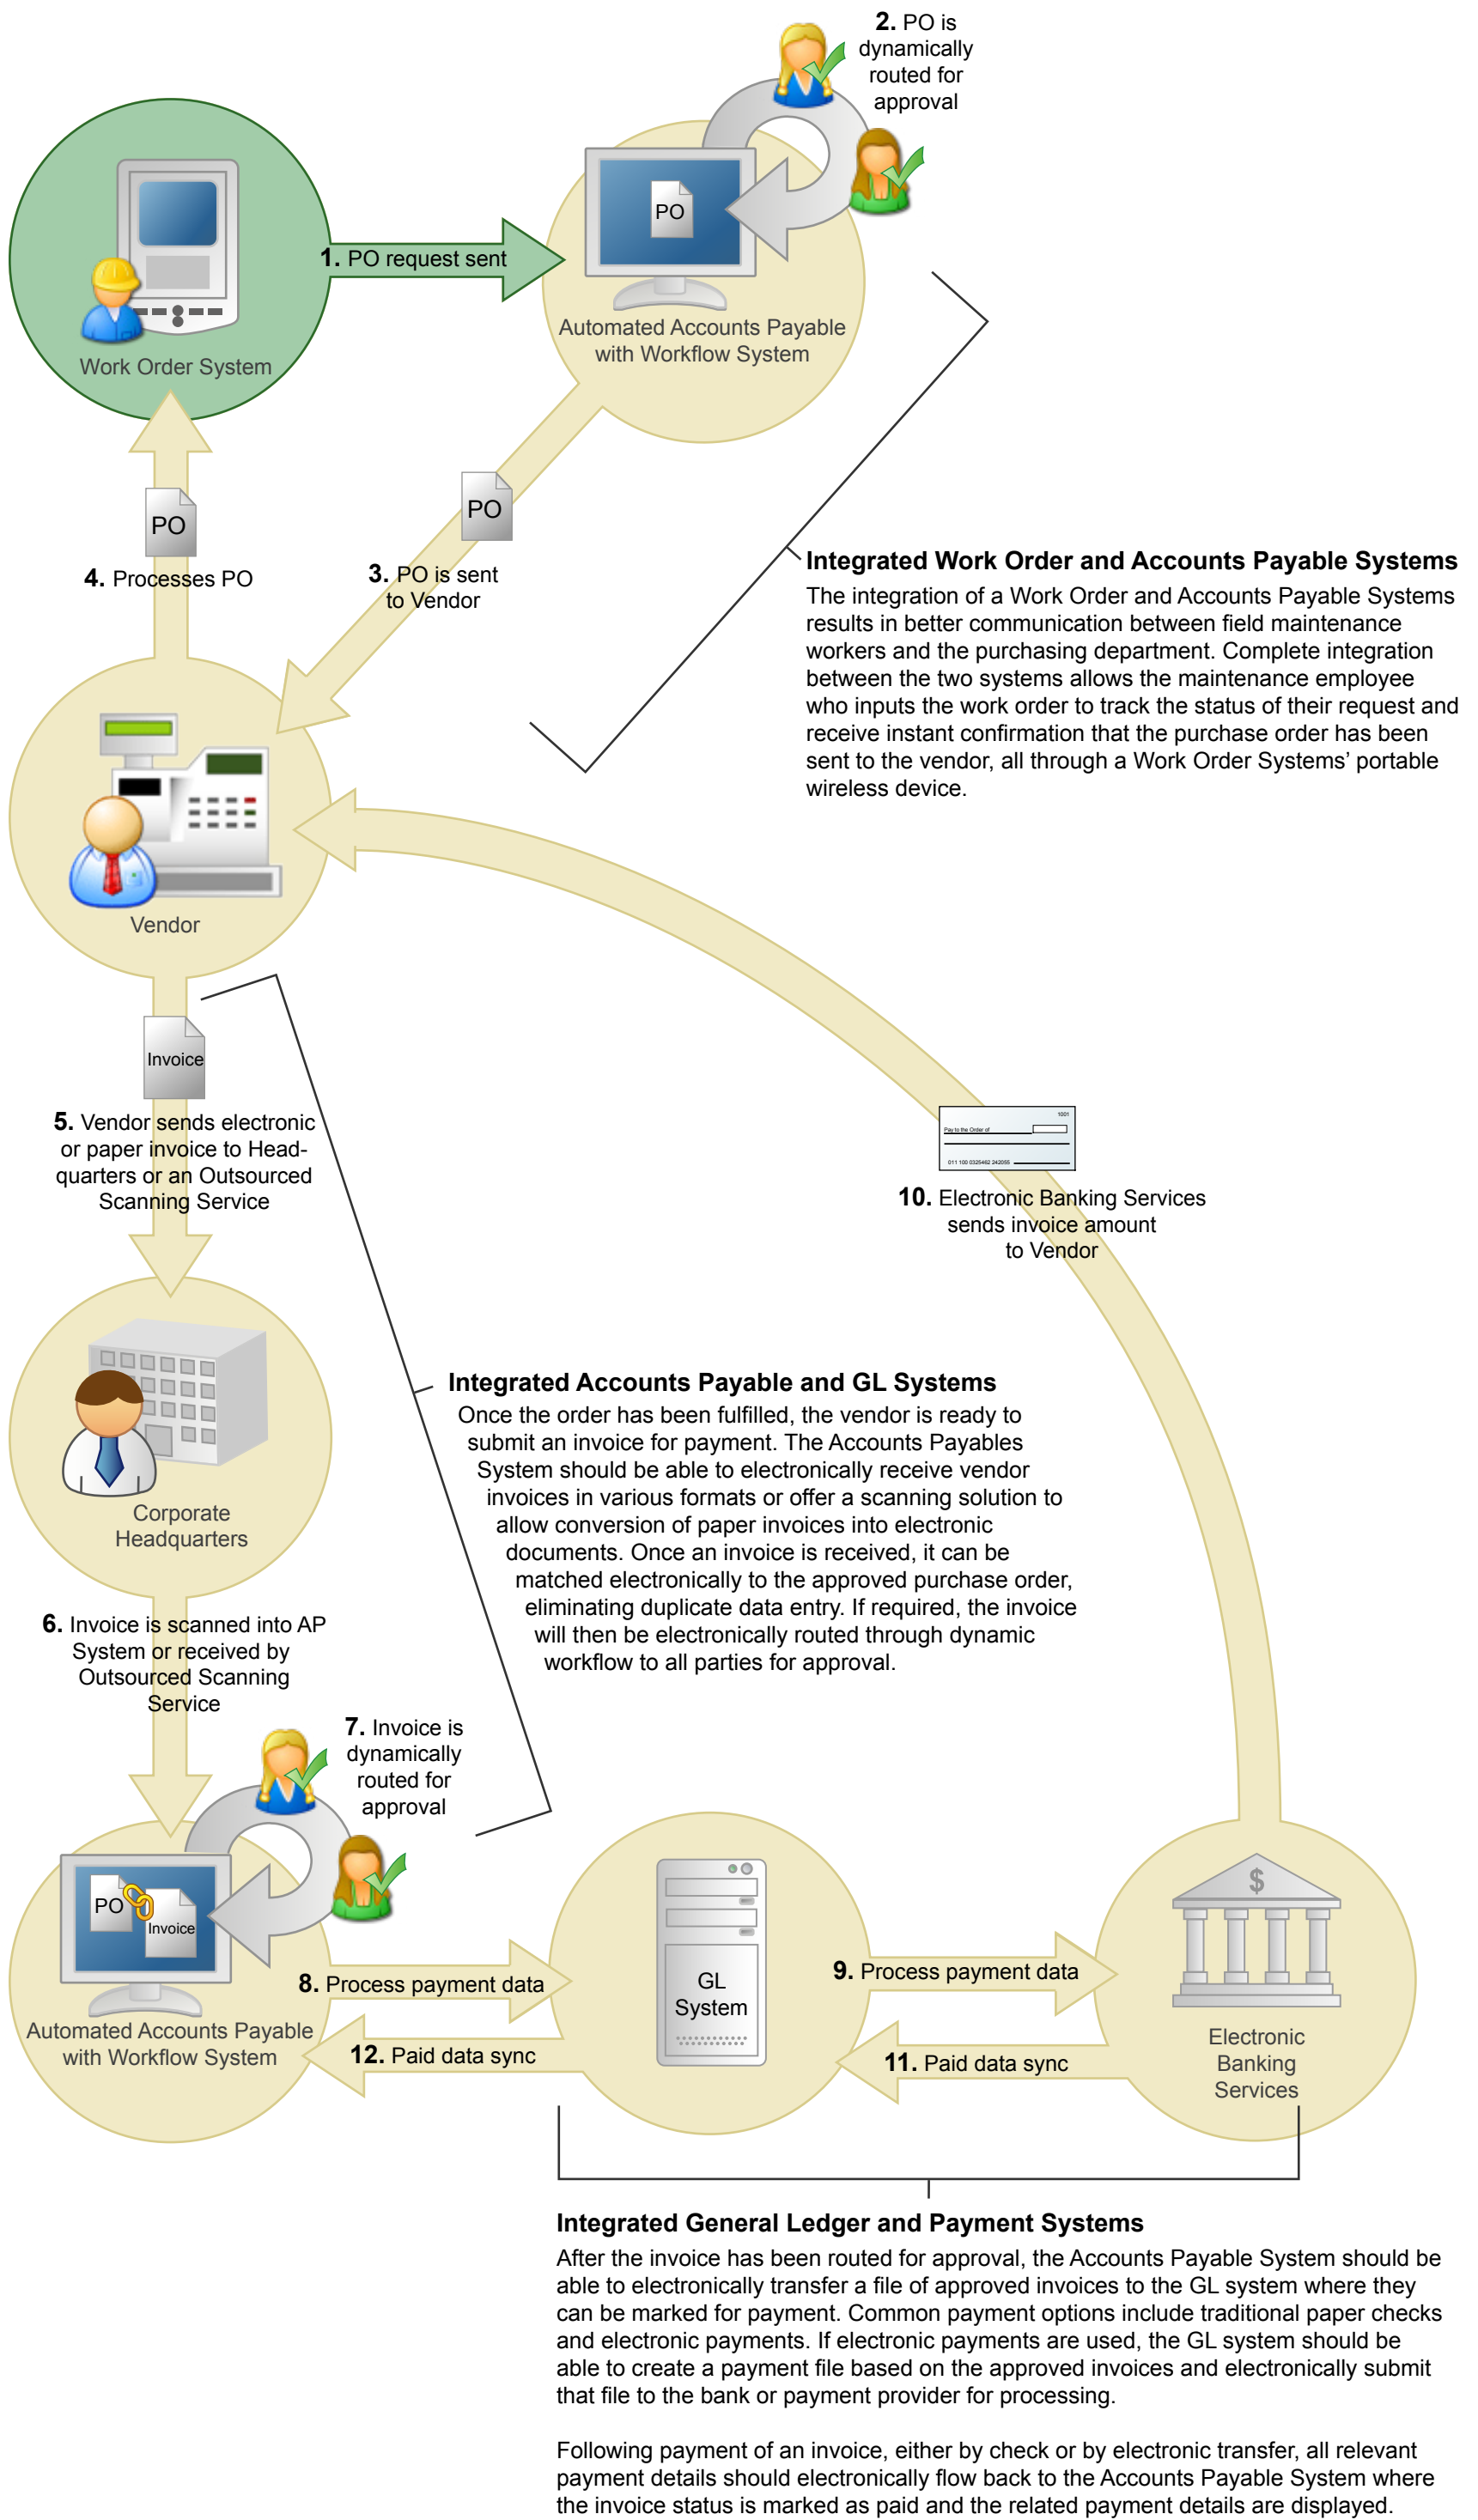 2. PO is
dynamically
routed for
approval
PO
1. PO request sent
Automated Accounts Payable
with Workflow System
Work Order System
PO
PO
4. Processes PO
3. PO is sent
to Vendor
Integrated Work Order and Accounts Payable Systems
The integration of a Work Order and Accounts Payable Systems
results in better communication between field maintenance
workers and the purchasing department. Complete integration
between the two systems allows the maintenance employee
who inputs the work order to track the status of their request and
receive instant confirmation that the purchase order has been
sent to the vendor, all through a Work Order Systems’ portable
wireless device.
Vendor
Invoice
5. Vendor sends electronic
or paper invoice to Head-
quarters or an Outsourced
Scanning Service
1001
Pay to the Order of
011 100 0325462 242055
10. Electronic Banking Services
sends invoice amount
to Vendor
Integrated Accounts Payable and GL Systems
Once the order has been fulfilled, the vendor is ready to
submit an invoice for payment. The Accounts Payables
System should be able to electronically receive vendor
invoices in various formats or offer a scanning solution to
allow conversion of paper invoices into electronic
documents. Once an invoice is received, it can be
matched electronically to the approved purchase order,
eliminating duplicate data entry. If required, the invoice
will then be electronically routed through dynamic
workflow to all parties for approval.
Corporate
Headquarters
6. Invoice is scanned into AP
System or received by
Outsourced Scanning
Service
7. Invoice is
dynamically
routed for
approval
PO
Invoice
8. Process payment data
GL
System
9. Process payment data
$
Automated Accounts Payable
with Workflow System
12. Paid data sync
11. Paid data sync
Electronic
Banking
Services
Integrated General Ledger and Payment Systems
After the invoice has been routed for approval, the Accounts Payable System should be
able to electronically transfer a file of approved invoices to the GL system where they
can be marked for payment. Common payment options include traditional paper checks
and electronic payments. If electronic payments are used, the GL system should be
able to create a payment file based on the approved invoices and electronically submit
that file to the bank or payment provider for processing.
Following payment of an invoice, either by check or by electronic transfer, all relevant
payment details should electronically flow back to the Accounts Payable System where
the invoice status is marked as paid and the related payment details are displayed.